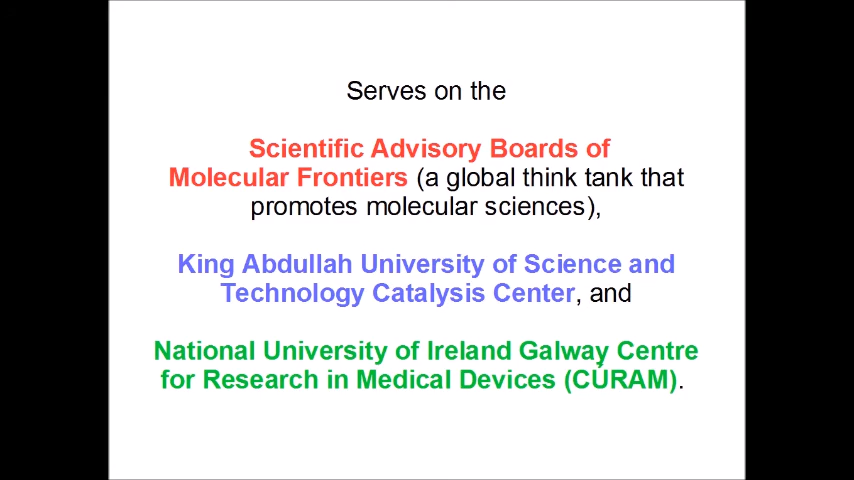 Serves on the
Scientific Advisory Boards of
Molecular Frontiers (a global think tank that
promotes molecular sciences),
King Abdullah University of Science and
Technology Catalysis Center, and
National University of Ireland Galway Centre
for Research in Medical Devices (CÚRAM).